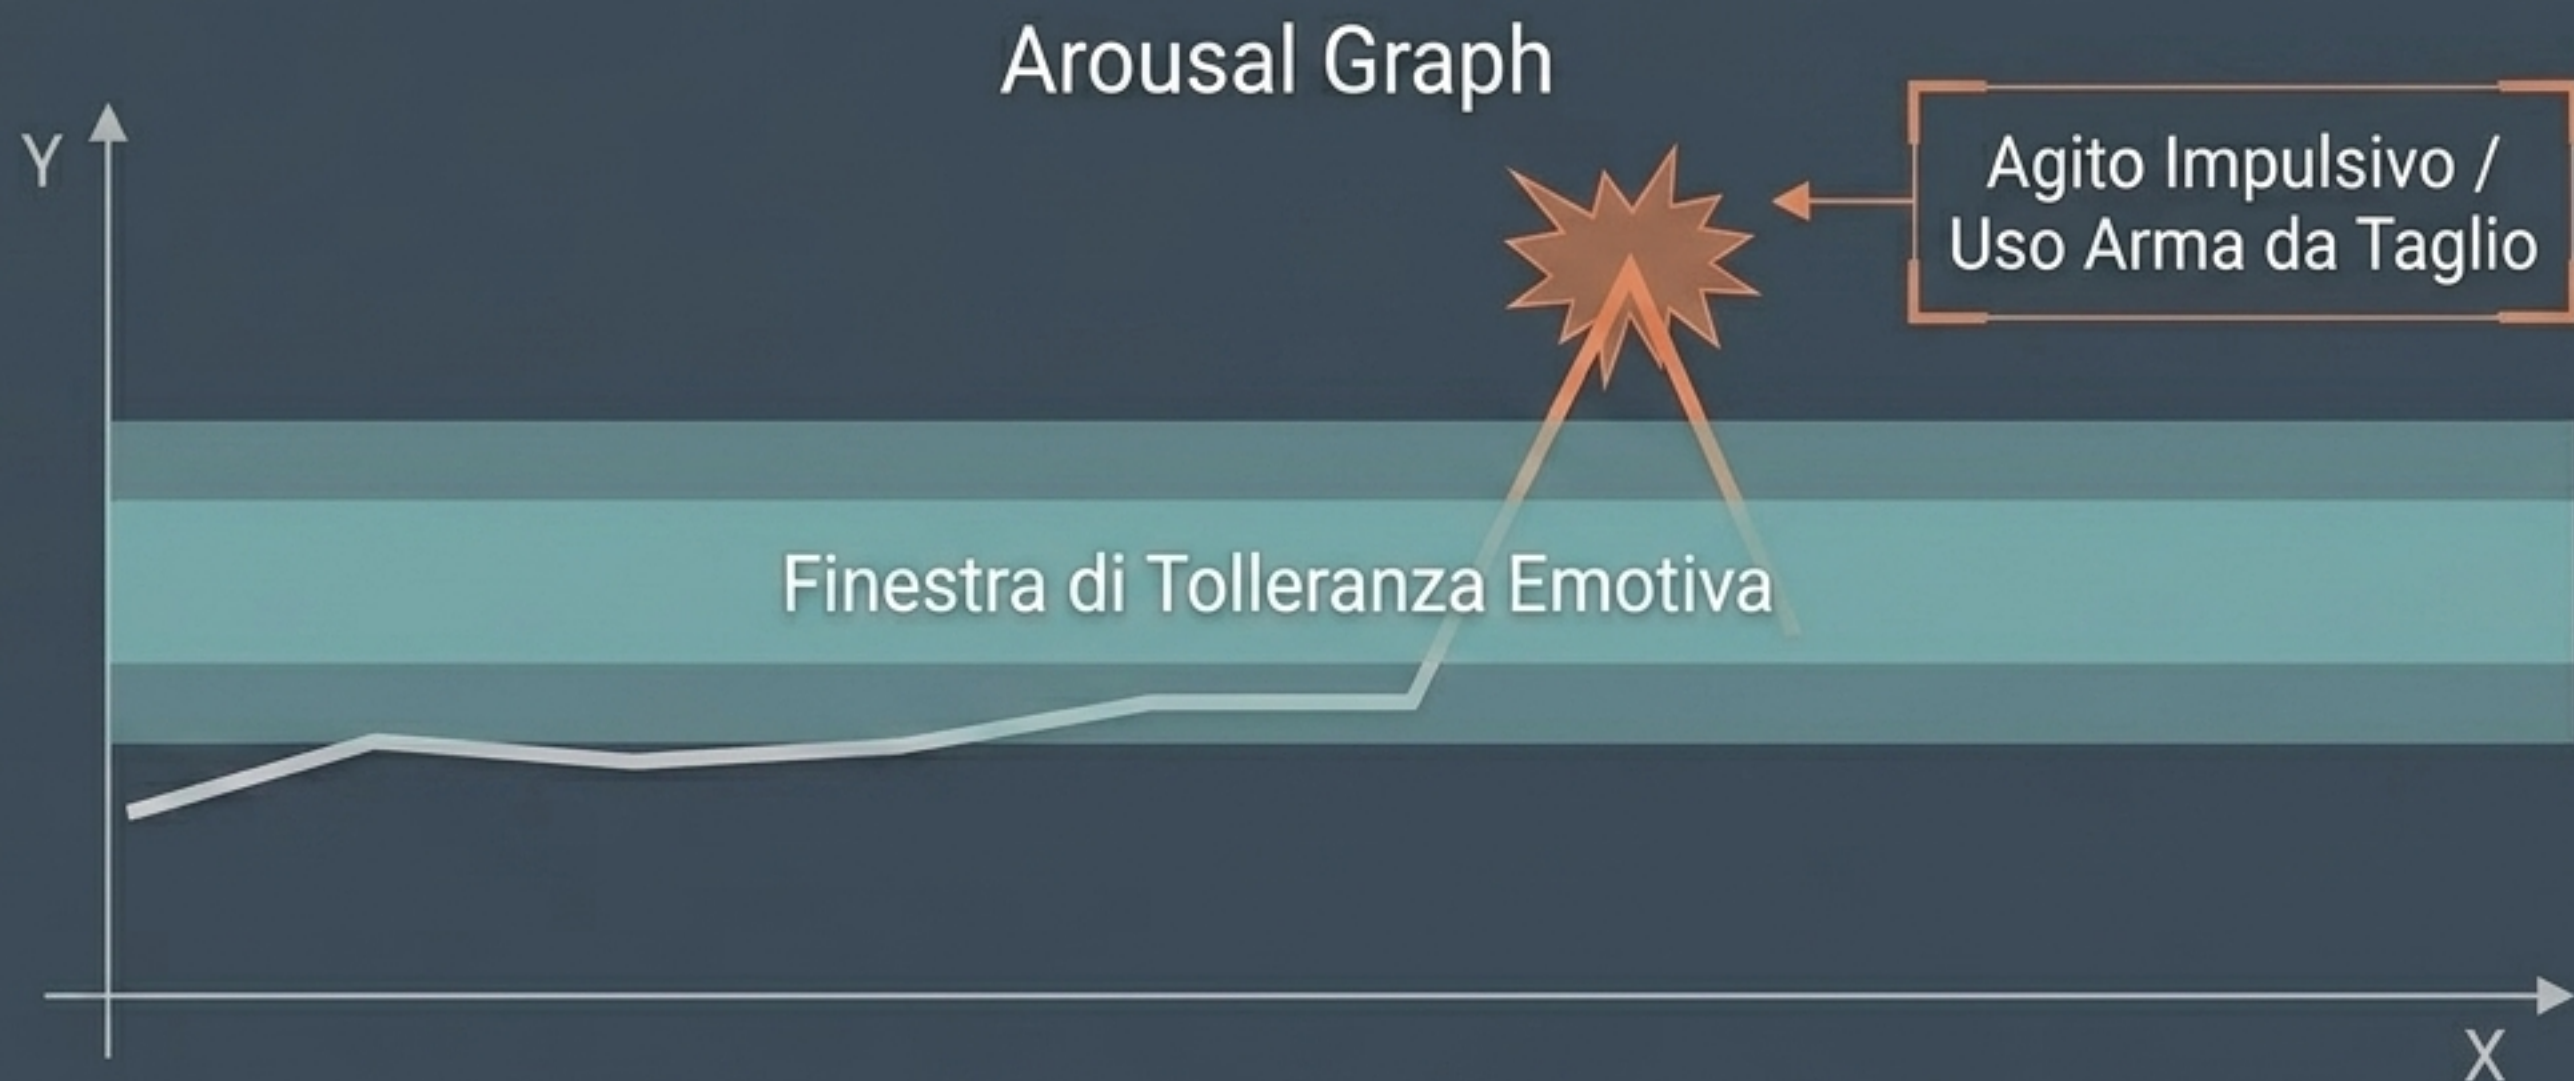 Arousal Graph
Y
Agito Impulsivo /
Uso Arma da Taglio
Finestra di Tolleranza Emotiva
X